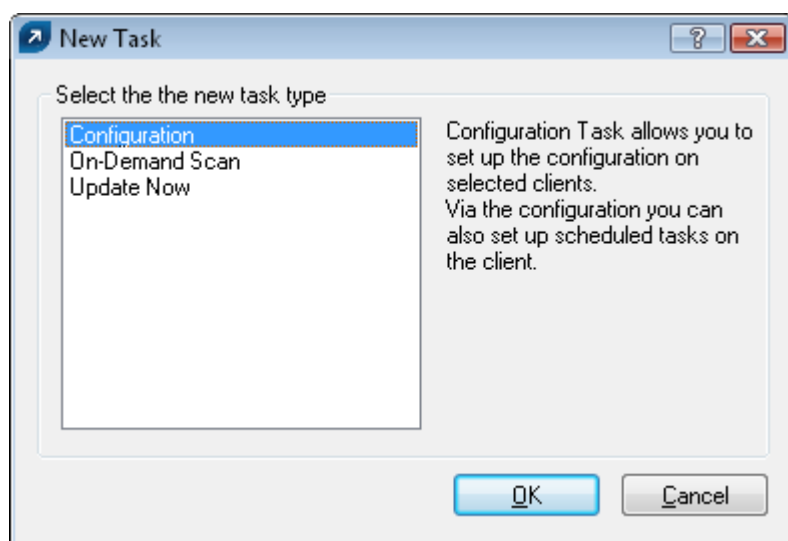 New Task
?
Select the the new task type
Configuration
On-Demand Scan
Update Now
Configuration Task allows you to
set up the configuration on
selected clients.
Via the configuration you can
also set up scheduled tasks on
the client.
OK
Cancel